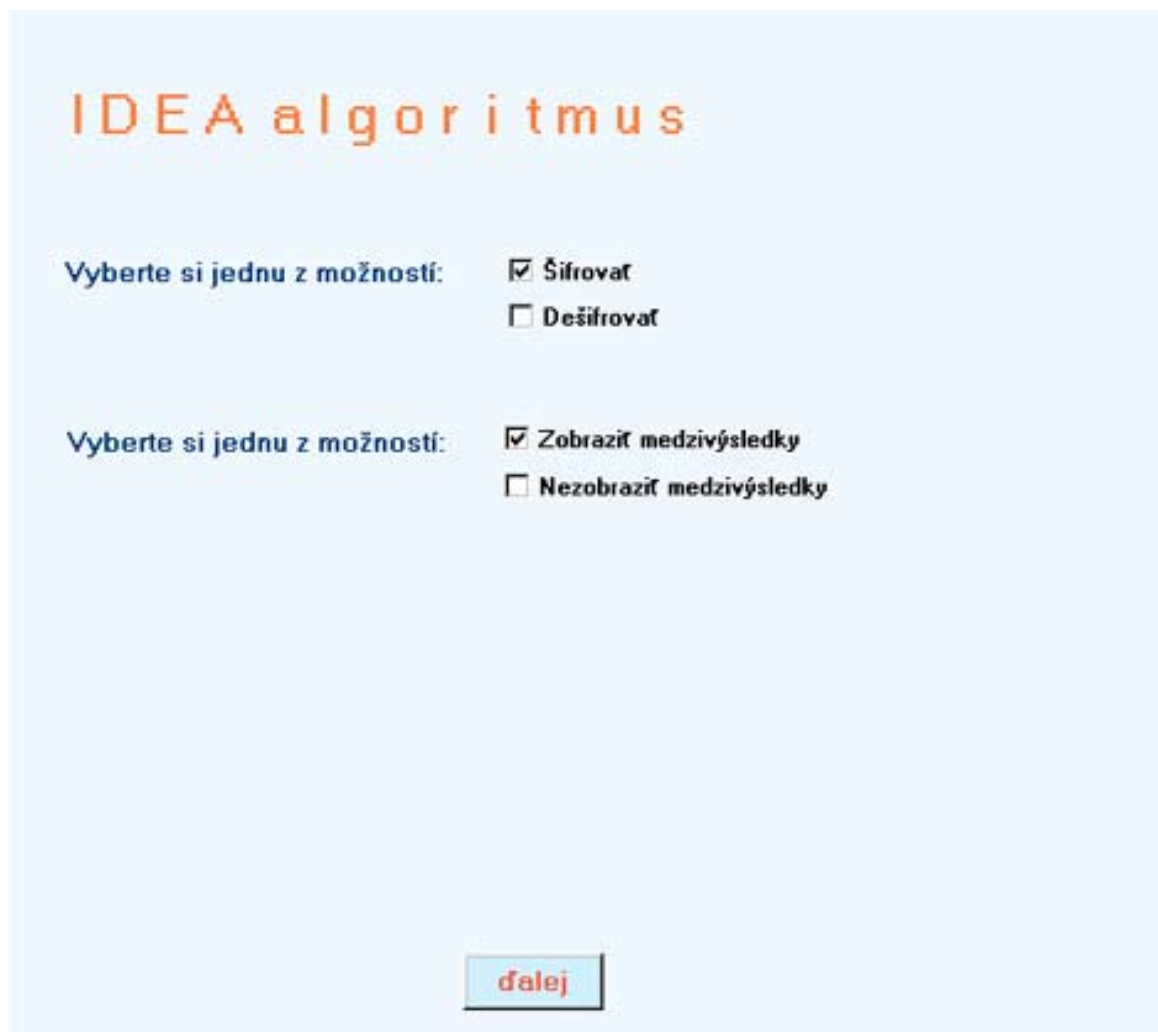 IDEA algoritmus
Vyberte si jednu z možností:
Šifrovať
Dešifrovať
Vyberte si jednu z možností:
Zobraziť medzivýsledky
Nezobraziť medzivýsledky
ďalej